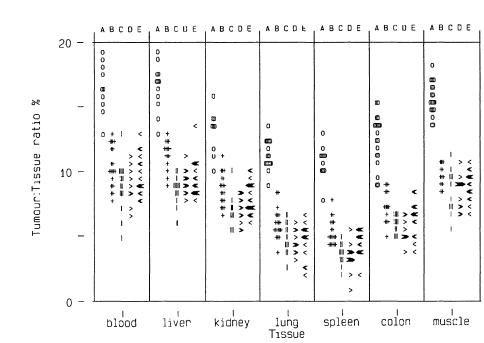 A B C D E A B C D E A B C D E A B C D E A B C D E A B C D E A B C D E
20
10
0
Tumour:Tissue ratio %
blood liver kidney lung spleen colon muscle
Tissue